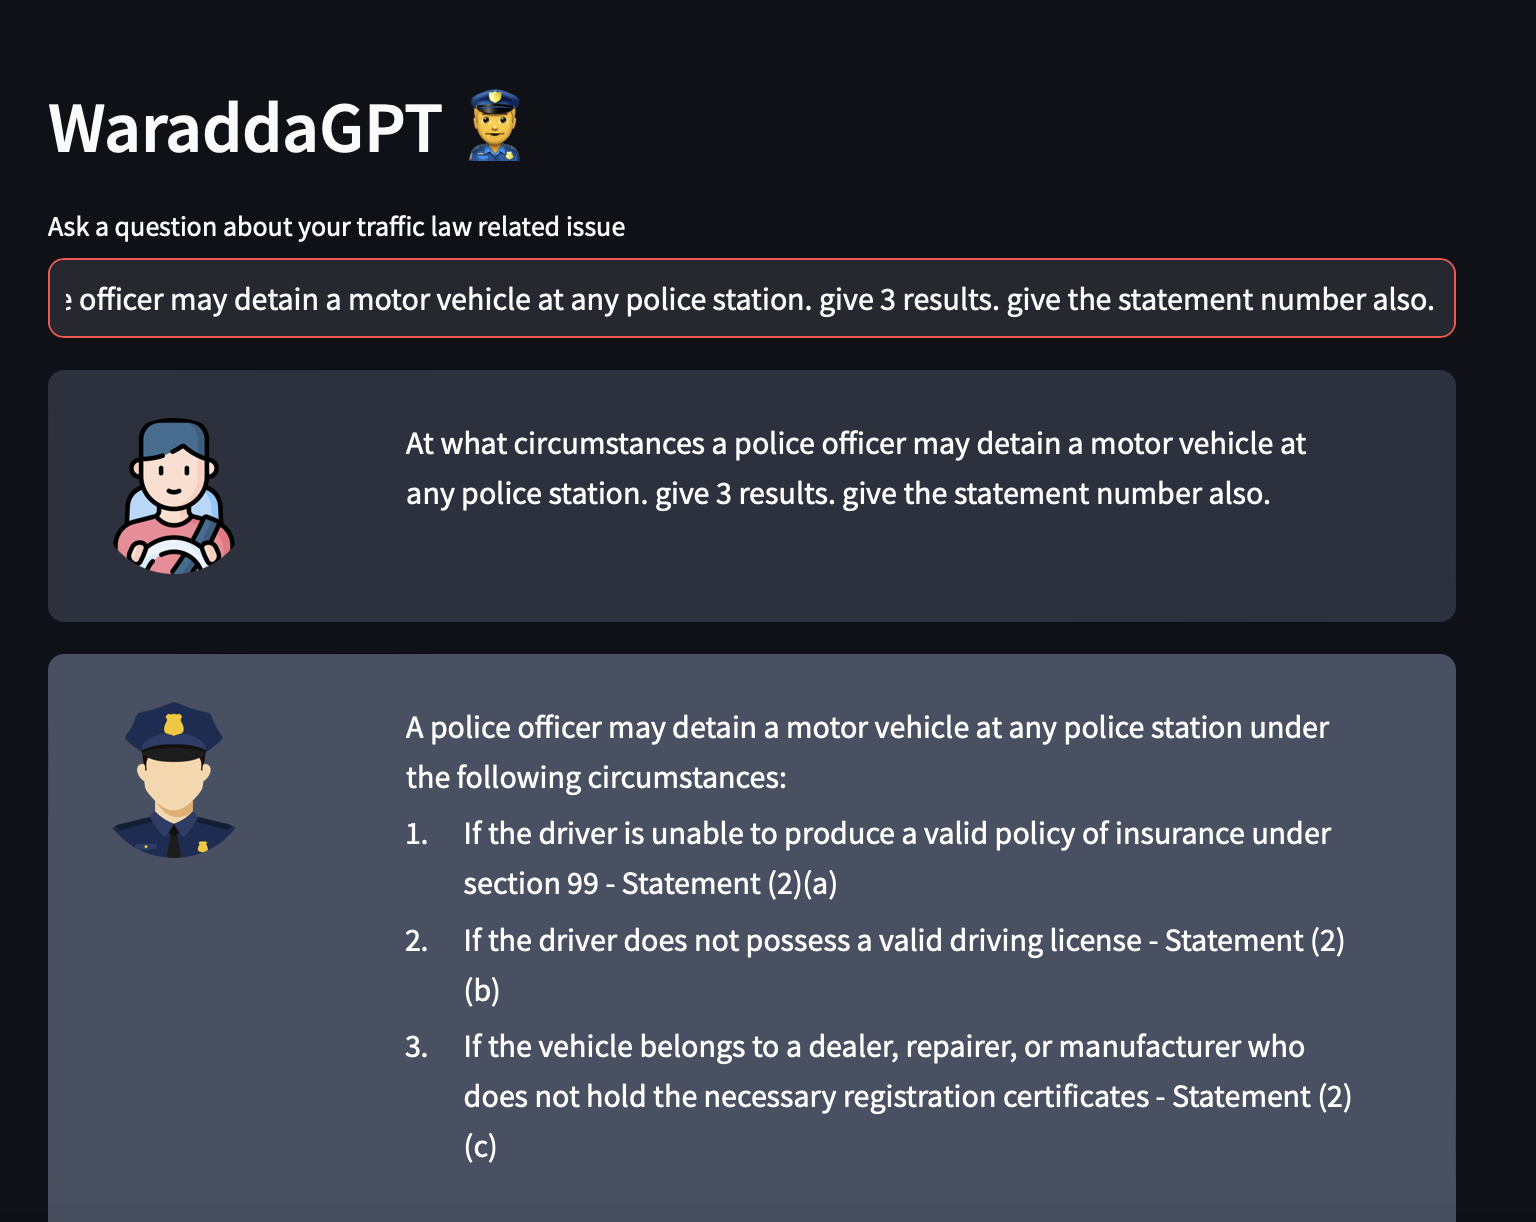 WaraddaGPT
Ask a question about your traffic law related issue
officer may detain a motor vehicle at any police station. give 3 results. give the statement number also.
At what circumstances a police officer may detain a motor vehicle at
any police station. give 3 results. give the statement number also.
A police officer may detain a motor vehicle at any police station under
the following circumstances:
1. If the driver is unable to produce a valid policy of insurance under
section 99 - Statement (2)(a)
2. If the driver does not possess a valid driving license - Statement (2)
(b)
3. If the vehicle belongs to a dealer, repairer, or manufacturer who
does not hold the necessary registration certificates - Statement (2)
(c)